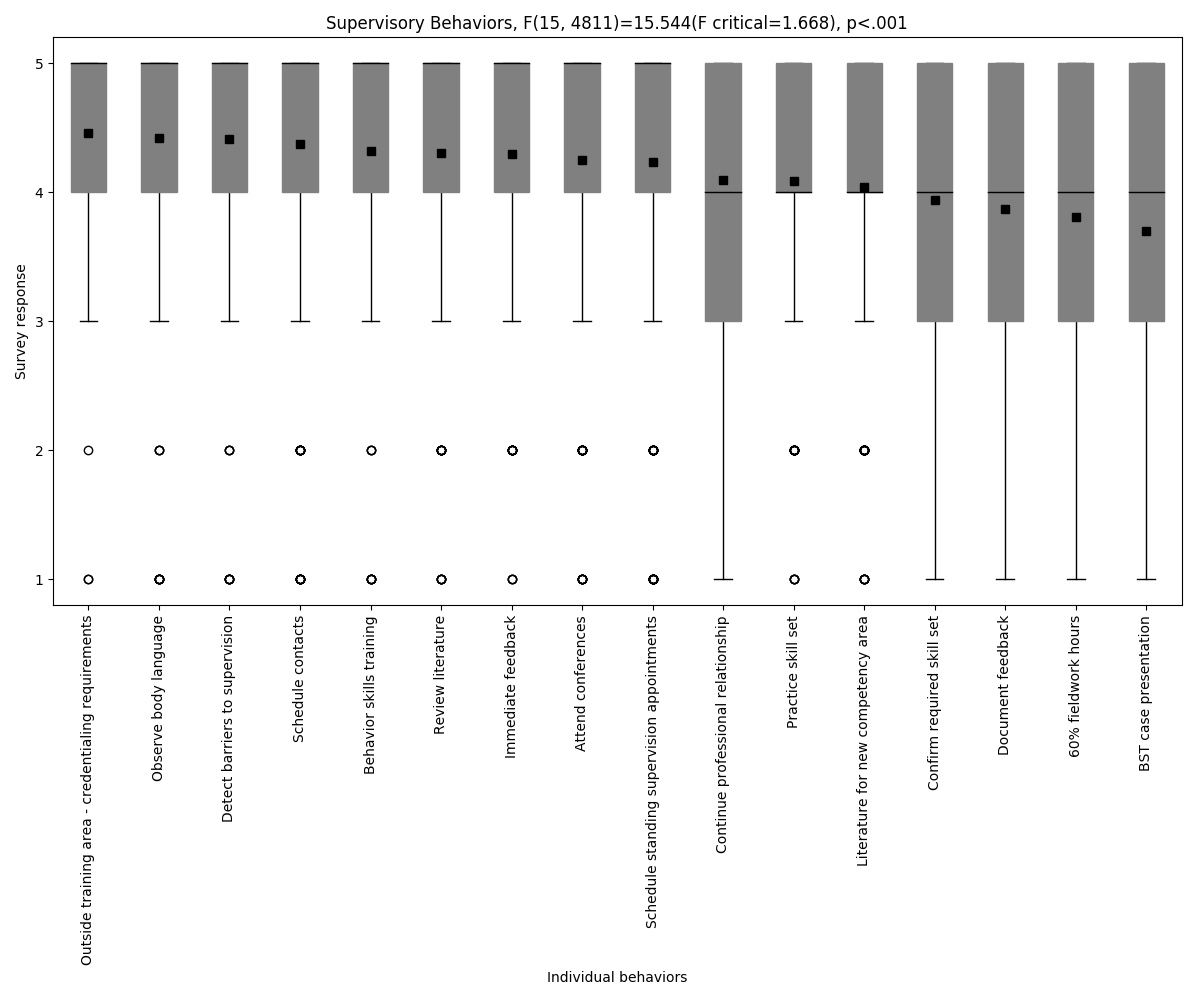 Supervisory Behaviors, F(15, 4811)=15.544(F critical=1.668), p<.001
Survey response
5
4
3
2
1
Outside training area - credentialing requirements
Observe body language
Detect barriers to supervision
Schedule contacts
Behavior skills training
Review literature
Immediate feedback
Attend conferences
Schedule standing supervision appointments
Continue professional relationship
Practice skill set
Literature for new competency area
Confirm required skill set
Document feedback
60% fieldwork hours
BST case presentation
Individual behaviors